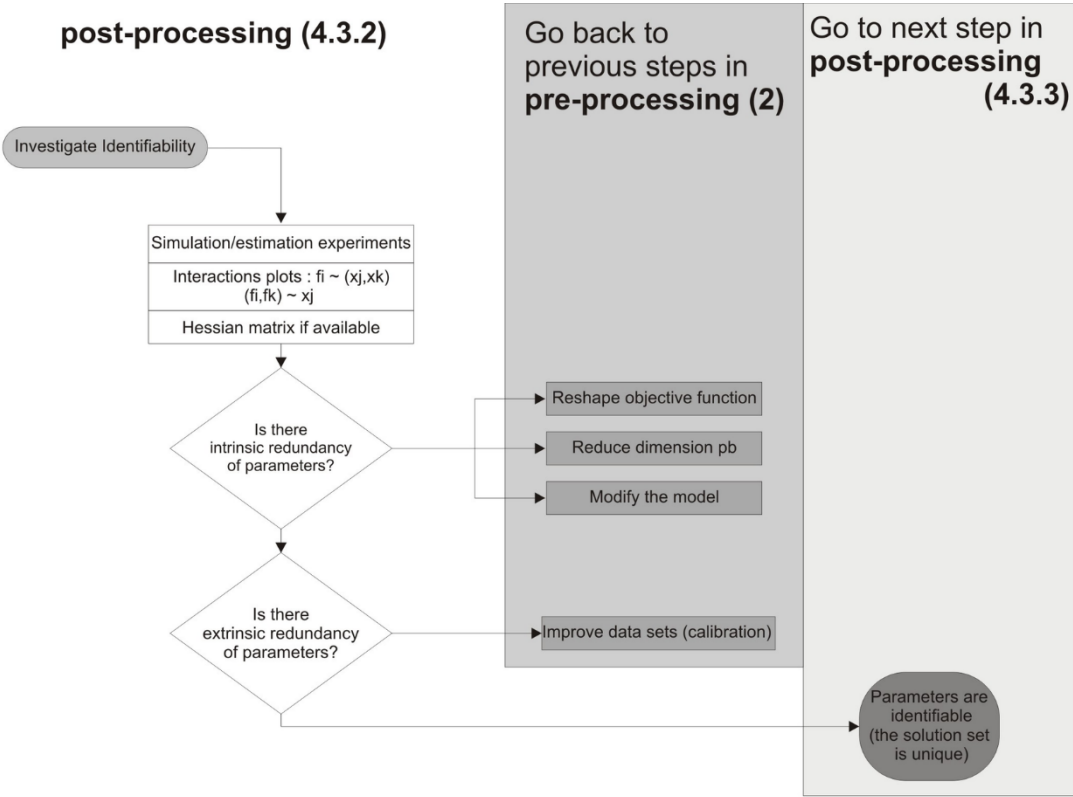 post-processing (4.3.2)
Go back to
previous steps in
pre-processing (2)
Go to next step in
post-processing
(4.3.3)
Investigate Identifiability
Simulation/estimation experiments
Interactions plots : fi ~ (xj,xk)
(fi,fk) ~ xj
Hessian matrix if available
Is there
intrinsic redundancy
of parameters?
Reshape objective function
Reduce dimension pb
Modify the model
Is there
extrinsic redundancy
of parameters?
Improve data sets (calibration)
Parameters are
identifiable
(the solution set
is unique)